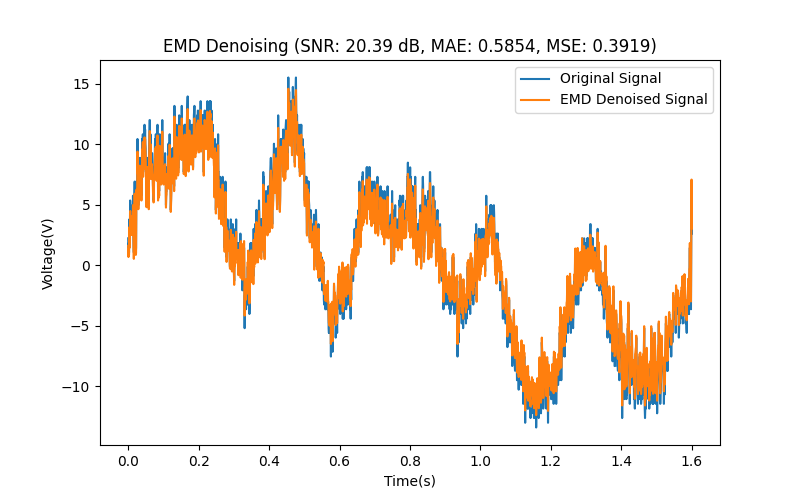 EMD Denoising (SNR: 20.39 dB, MAE: 0.5854, MSE: 0.3919)
Original Signal
EMD Denoised Signal
Voltage(V)
15
10
5
0
−5
−10
0.0 0.2 0.4 0.6 0.8 1.0 1.2 1.4 1.6
Time(s)